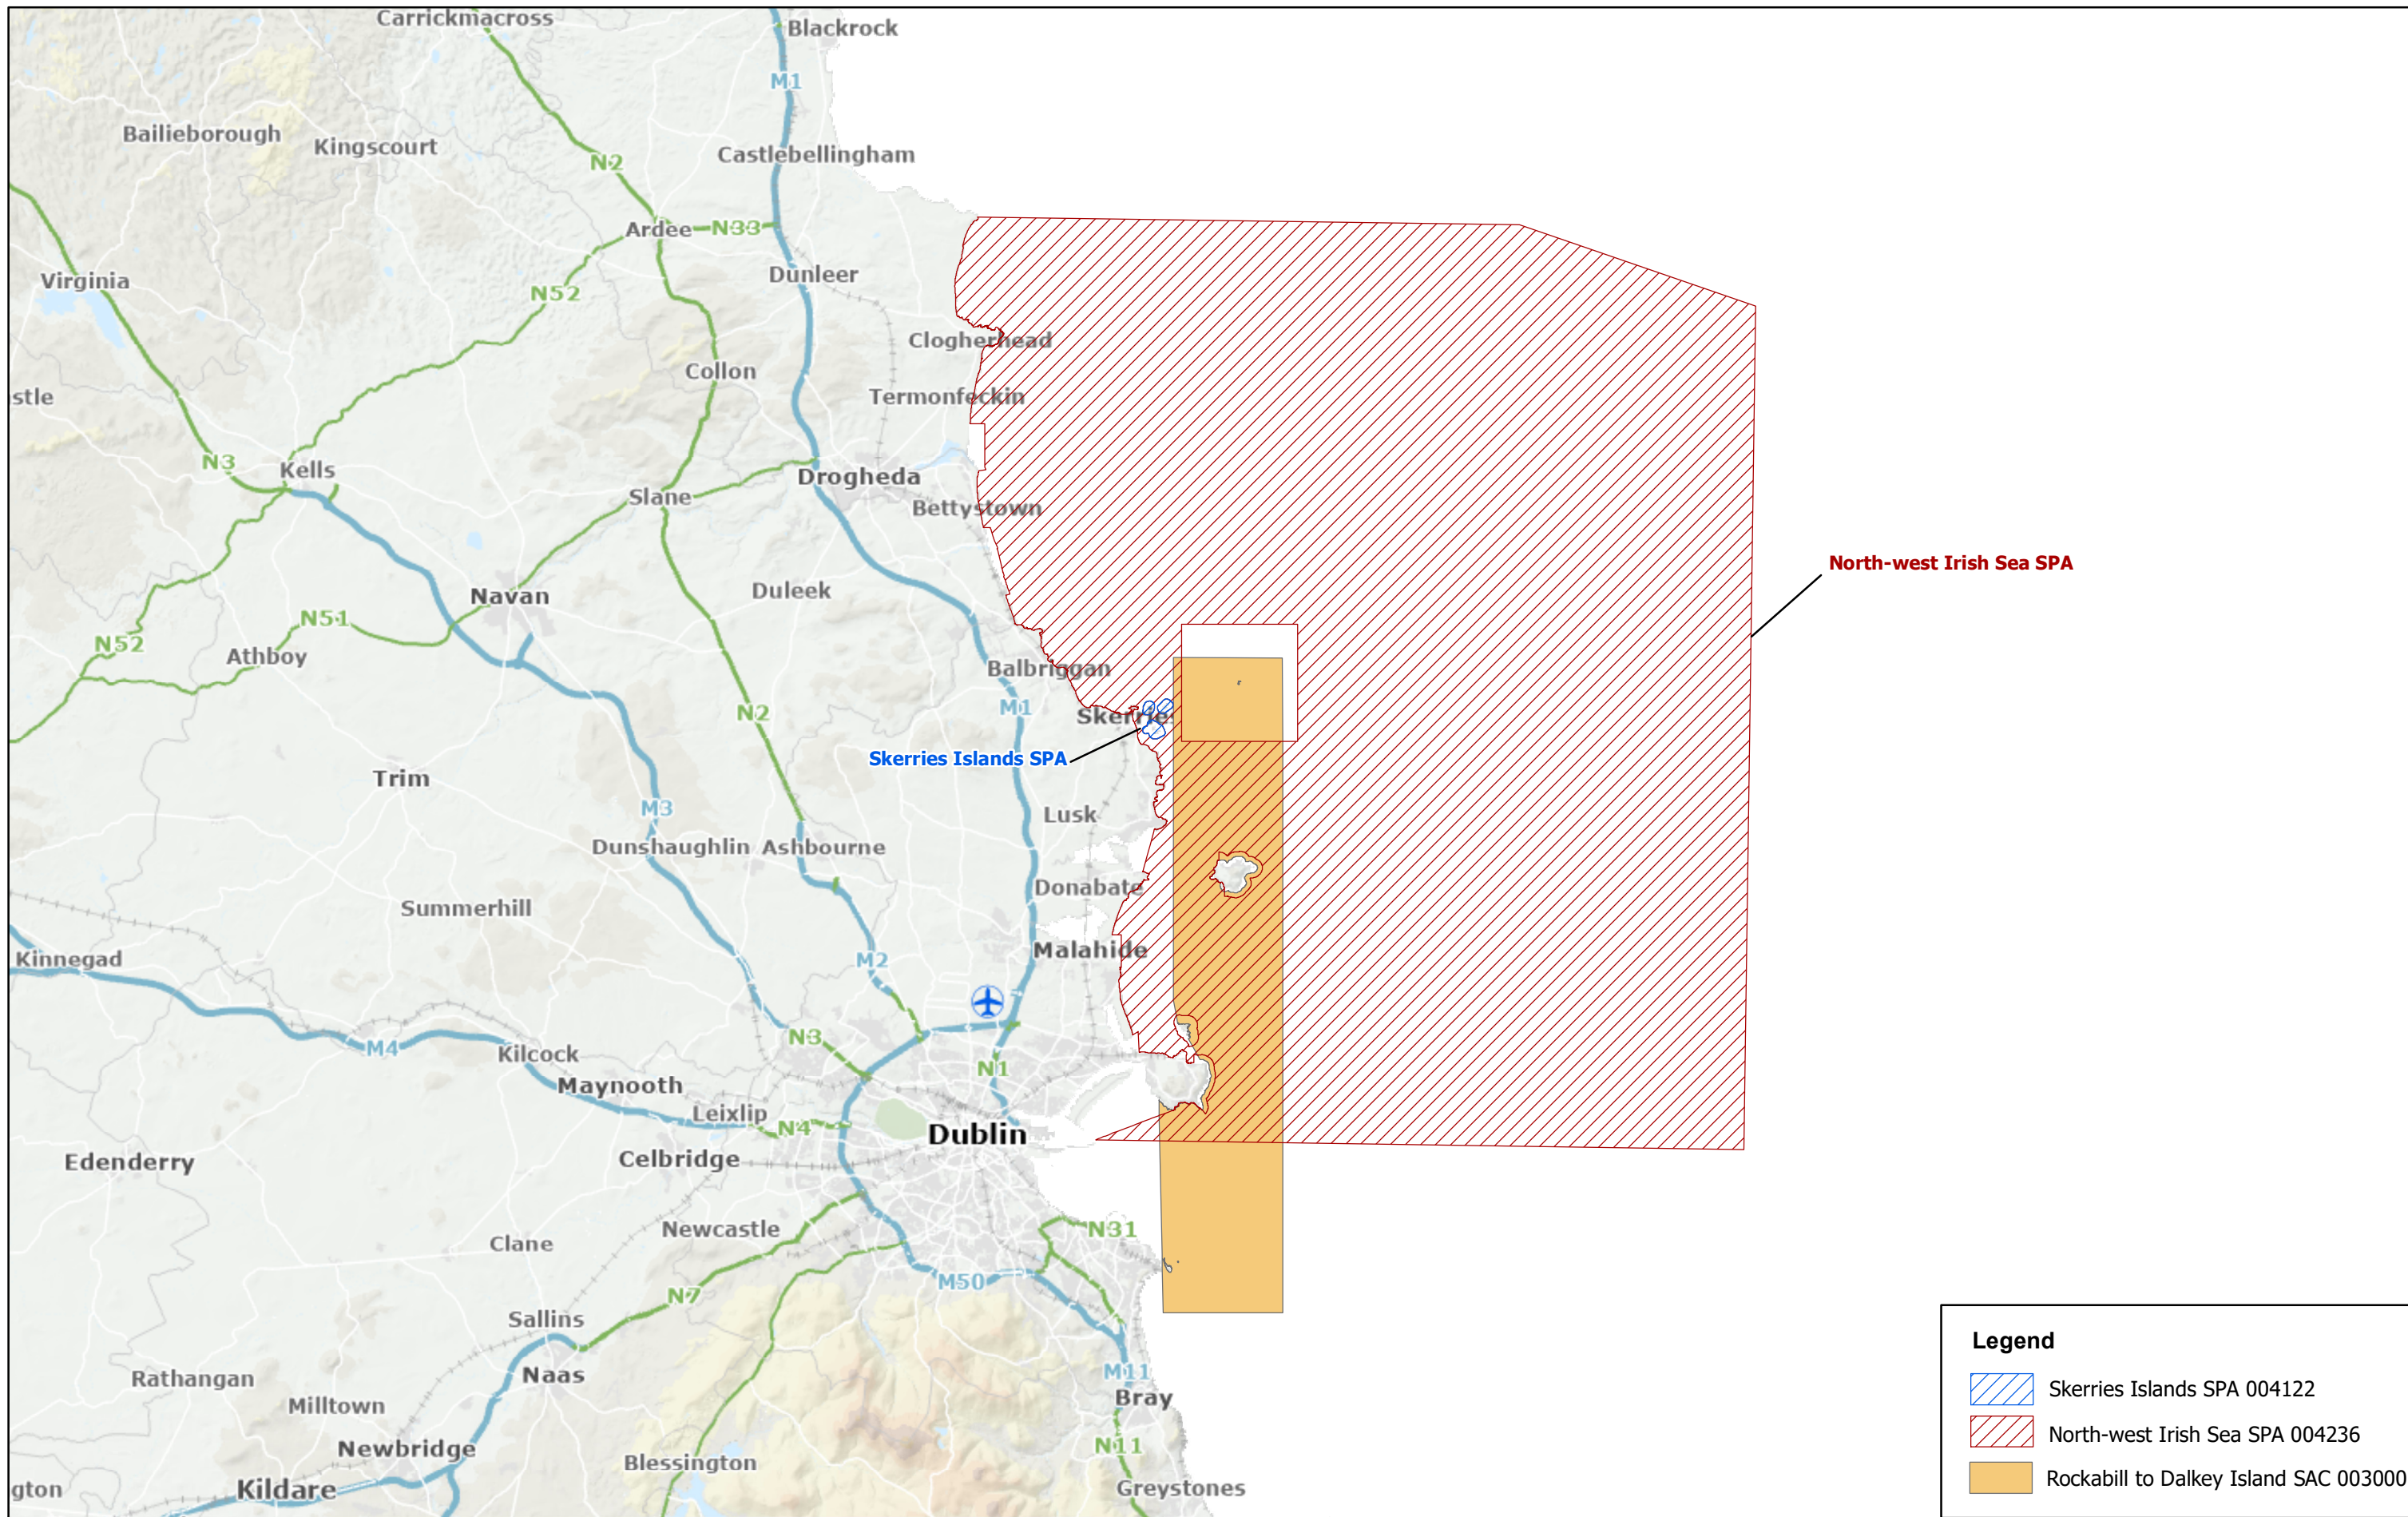 Carrickmacross
Blackrock
M1
Bailieborough
Kingscourt
N2
Castlebellingham
Ardee
N33
Virginia
Dunleer
N52
Clogherhead
Collon
stle
Termonfeckin
N3
Kells
Drogheda
Slane
Bettystown
North-west Irish Sea SPA
Navan
Duleek
N51
N52
Athboy
Balbriggan
N2
M1
Skerries
Skerries Islands SPA
Trim
M3
Lusk
Dunshaughlin
Ashbourne
Donabate
Summerhill
Malahide
Kinnegad
M2
N3
M4
Kilcock
N1
Maynooth
Leixlip
N4
Dublin
Edenderry
Celbridge
Newcastle
N31
Clane
M50
N7
Sallins
Naas
M11
Rathangan
Bray
Milltown
Newbridge
N11
Blessington
gton
Kildare
Greystones
Legend
Skerries Islands SPA 004122
North-west Irish Sea SPA 004236
Rockabill to Dalkey Island SAC 003000